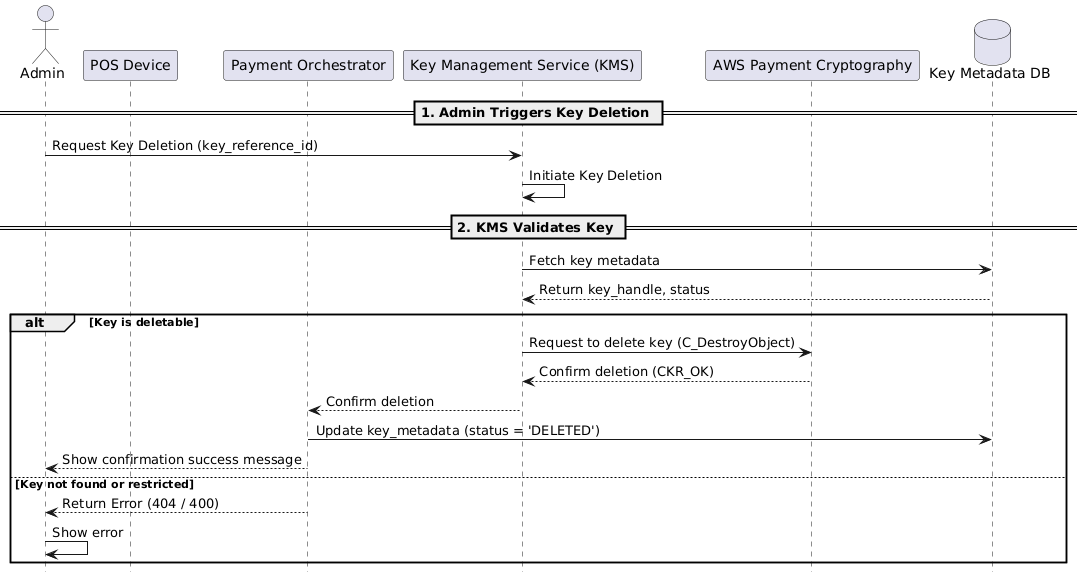 Admin
POS Device
Payment Orchestrator
Key Management Service (KMS)
AWS Payment Cryptography
Key Metadata DB
1. Admin Triggers Key Deletion
Request Key Deletion (key_reference_id)
Initiate Key Deletion
2. KMS Validates Key
Fetch key metadata
Return key_handle, status
alt [Key is deletable]
Request to delete key (C_DestroyObject)
Confirm deletion (CKR_OK)
Confirm deletion
Update key_metadata (status = 'DELETED')
Show confirmation success message
[Key not found or restricted]
Return Error (404 / 400)
Show error